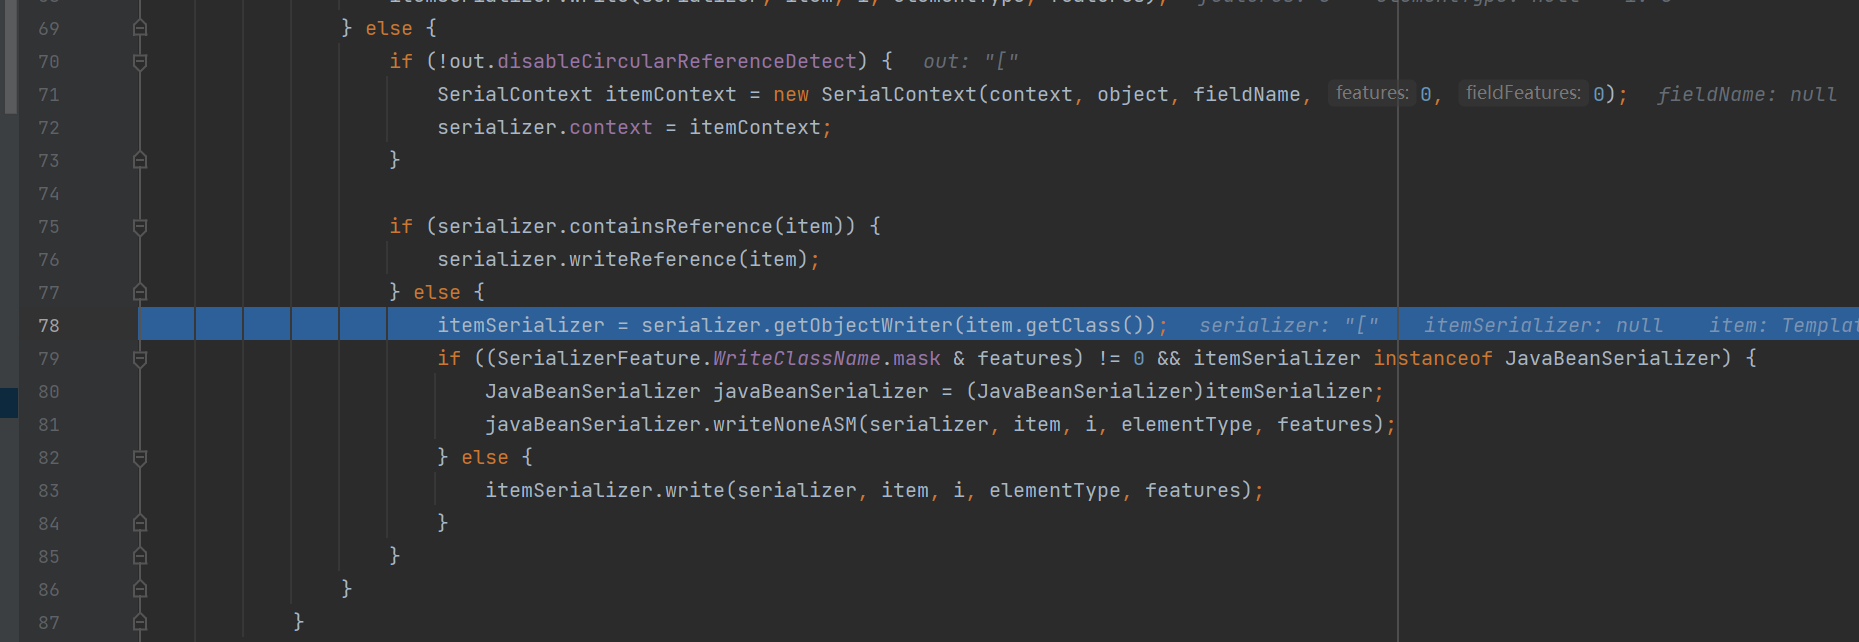 69 } else {
70 if (!out.disableCircularReferenceDetect) { out: "["
71 SerialContext itemContext = new SerialContext(context, object, fieldName, features: 0, fieldFeatures: 0); fieldName: null
72 serializer.context = itemContext;
73 }
74
75 if (serializer.containsReference(item)) {
76 serializer.writeReference(item);
77 } else {
78 itemSerializer = serializer.getObjectWriter(item.getClass()); serializer: "[" itemSerializer: null item:
79 if ((SerializerFeature.WriteClassName.mask & features) != 0 && itemSerializer instanceof JavaBeanSerializer) {
80 JavaBeanSerializer javaBeanSerializer = (JavaBeanSerializer)itemSerializer;
81 javaBeanSerializer.writeNoneASM(serializer, item, i, elementType, features);
82 } else {
83 itemSerializer.write(serializer, item, i, elementType, features);
84 }
85 }
86 }
87 }